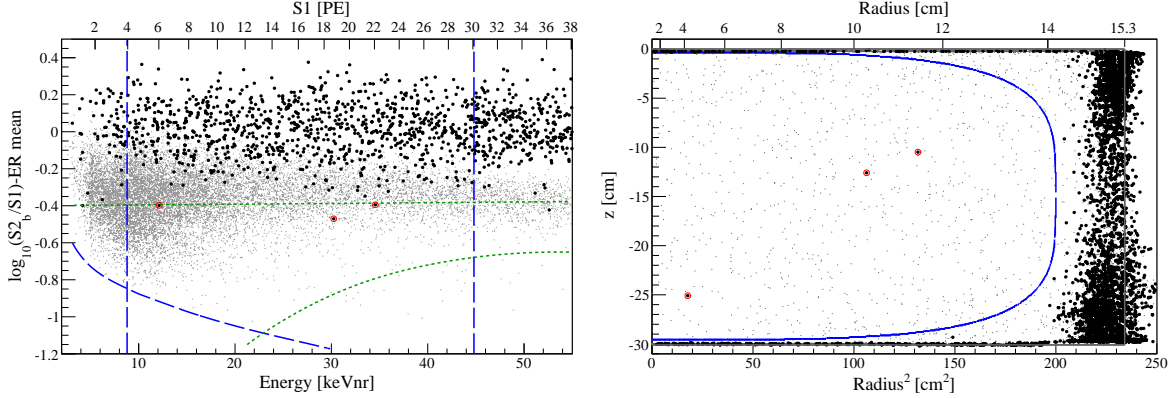 S1 [PE]
2 4 6 8 10 12 14 16 18 20 22 24 26 28 30 32 34 36 38
0.4
0.2
0
-0.2
-0.4
-0.6
-0.8
-1
-1.2
log10(S2b/S1)-ER mean
10 20 30 40 50
Energy [keVnr]
Radius [cm]
2 4 6 8 10 12 14 15.3
0
-5
-10
-15
-20
-25
-30
z [cm]
0 50 100 150 200 250
Radius² [cm²]